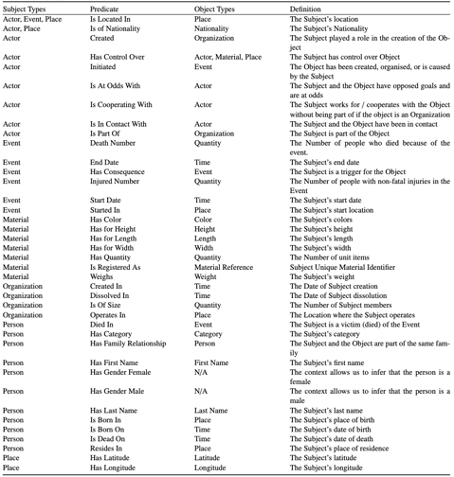 Subject Types Predicate Object Types Definition
Actor, Event, Place Is Located In Place The Subject's location
Actor, Place Is of Nationality Nationality The Subject's Nationality
Actor Created Organization The Subject played a role in the creation of the Ob-
ject
Actor Has Control Over Actor, Material, Place The Subject has control over Object
Actor Initiated Event The Object has been created, organised, or is caused
by the Subject
Actor Is At Odds With Actor The Subject and the Object have opposed goals and
are at odds
Actor Is Cooperating With Actor The Subject works for / cooperates with the Object
without being part of if the object is an Organization
Actor Is In Contact With Actor The Subject and the Object have been in contact
Actor Is Part Of Organization The Subject is part of the Object
Event Death Number Quantity The Number of people who died because of the
event.
Event End Date Time The Subject's end date
Event Has Consequence Event The Subject is a trigger for the Object
Event Injured Number Quantity The Number of people with non-fatal injuries in the
Event
Event Start Date Time The Subject's start date
Event Started In Place The Subject's start location
Material Has Color Color The Subject's colors
Material Has for Height Height The Subject's height
Material Has for Length Length The Subject's length
Material Has for Width Width The Subject's width
Material Has Quantity Quantity The Number of unit items
Material Is Registered As Material Reference Subject Unique Material Identifier
Material Weighs Weight The Subject's weight
Organization Created In Time The Date of Subject creation
Organization Dissolved In Time The Date of Subject dissolution
Organization Is Of Size Quantity The Number of Subject members
Organization Operates In Place The Location where the Subject operates
Person Died In Event The Subject is a victim (died) of the Event
Person Has Category Category The Subject's category
Person Has Family Relationship Person The Subject and the Object are part of the same fam-
ily
Person Has First Name First Name The Subject's first name
Person Has Gender Female N/A The context allows us to infer that the person is a
female
Person Has Gender Male N/A The context allows us to infer that the person is a
male
Person Has Last Name Last Name The Subject's last name
Person Is Born In Place The Subject's place of birth
Person Is Born On Time The Subject's date of birth
Person Is Dead On Time The Subject's date of death
Person Resides In Place The Subject's place of residence
Place Has Latitude Latitude The Subject's latitude
Place Has Longitude Longitude The Subject's longitude